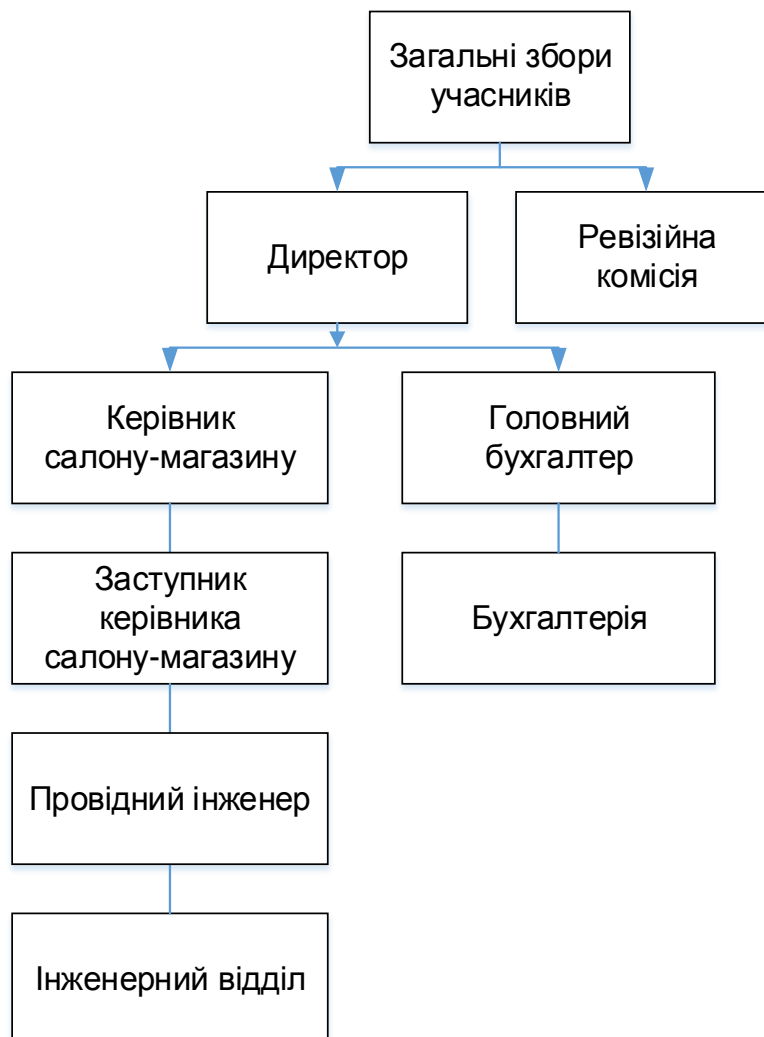 Загальні збори
учасників
Директор
Ревізійна
комісія
Керівник
салону-магазину
Головний
бухгалтер
Заступник
керівника
салону-магазину
Бухгалтерія
Провідний інженер
Інженерний відділ